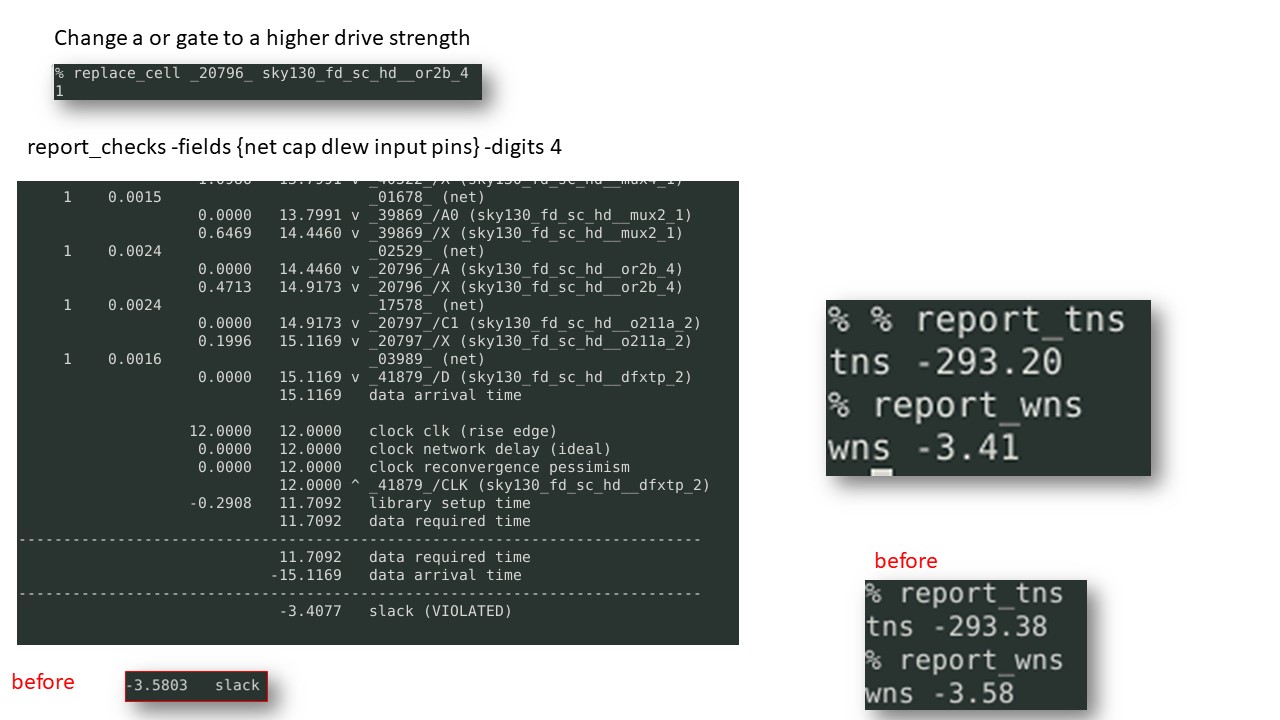 Change a or gate to a higher drive strength
% replace_cell _20796_ sky130_fd_sc_hd__or2b_4
1
report_checks -fields {net cap dlew input pins} -digits 4
1 0.0015 _01678_ (net)
0.0000 13.7991 v _39869_/A0 (sky130_fd_sc_hd__mux2_1)
0.6469 14.4460 v _39869_/X (sky130_fd_sc_hd__mux2_1)
1 0.0024 _02529_ (net)
0.0000 14.4460 v _20796_/A (sky130_fd_sc_hd__or2b_4)
0.4713 14.9173 v _20796_/X (sky130_fd_sc_hd__or2b_4)
1 0.0024 _17578_ (net)
0.0000 14.9173 v _20797_/C1 (sky130_fd_sc_hd__o211a_2)
0.1996 15.1169 v _20797_/X (sky130_fd_sc_hd__o211a_2)
1 0.0016 _03989_ (net)
0.0000 15.1169 v _41879_/D (sky130_fd_sc_hd__dfxtp_2)
15.1169 data arrival time
12.0000 12.0000 clock clk (rise edge)
0.0000 12.0000 clock network delay (ideal)
0.0000 12.0000 clock reconvergence pessimism
12.0000 ^ _41879_/CLK (sky130_fd_sc_hd__dfxtp_2)
-0.2908 11.7092 library setup time
11.7092 data required time
---------------------------------------------------------------------------
11.7092 data required time
-15.1169 data arrival time
---------------------------------------------------------------------------
-3.4077 slack (VIOLATED)
before
-3.5803 slack
% % report_tns
tns -293.20
% report_wns
wns -3.41
before
% report_tns
tns -293.38
% report_wns
wns -3.58